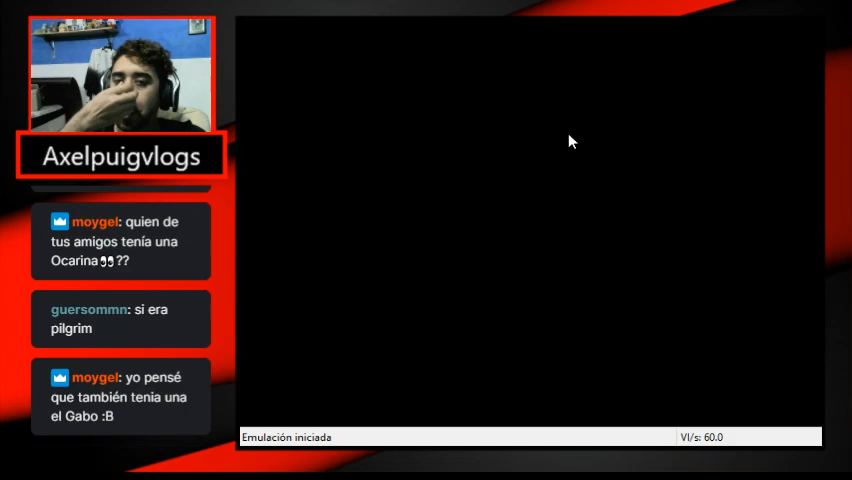 Axelpuigvlogs
moygel: quien de
tus amigos tenía una
Ocarina👀??
guersommn: si era
pilgrim
moygel: yo pensé
que también tenia una
el Gabo :B
Emulación iniciada
VI/s: 60.0